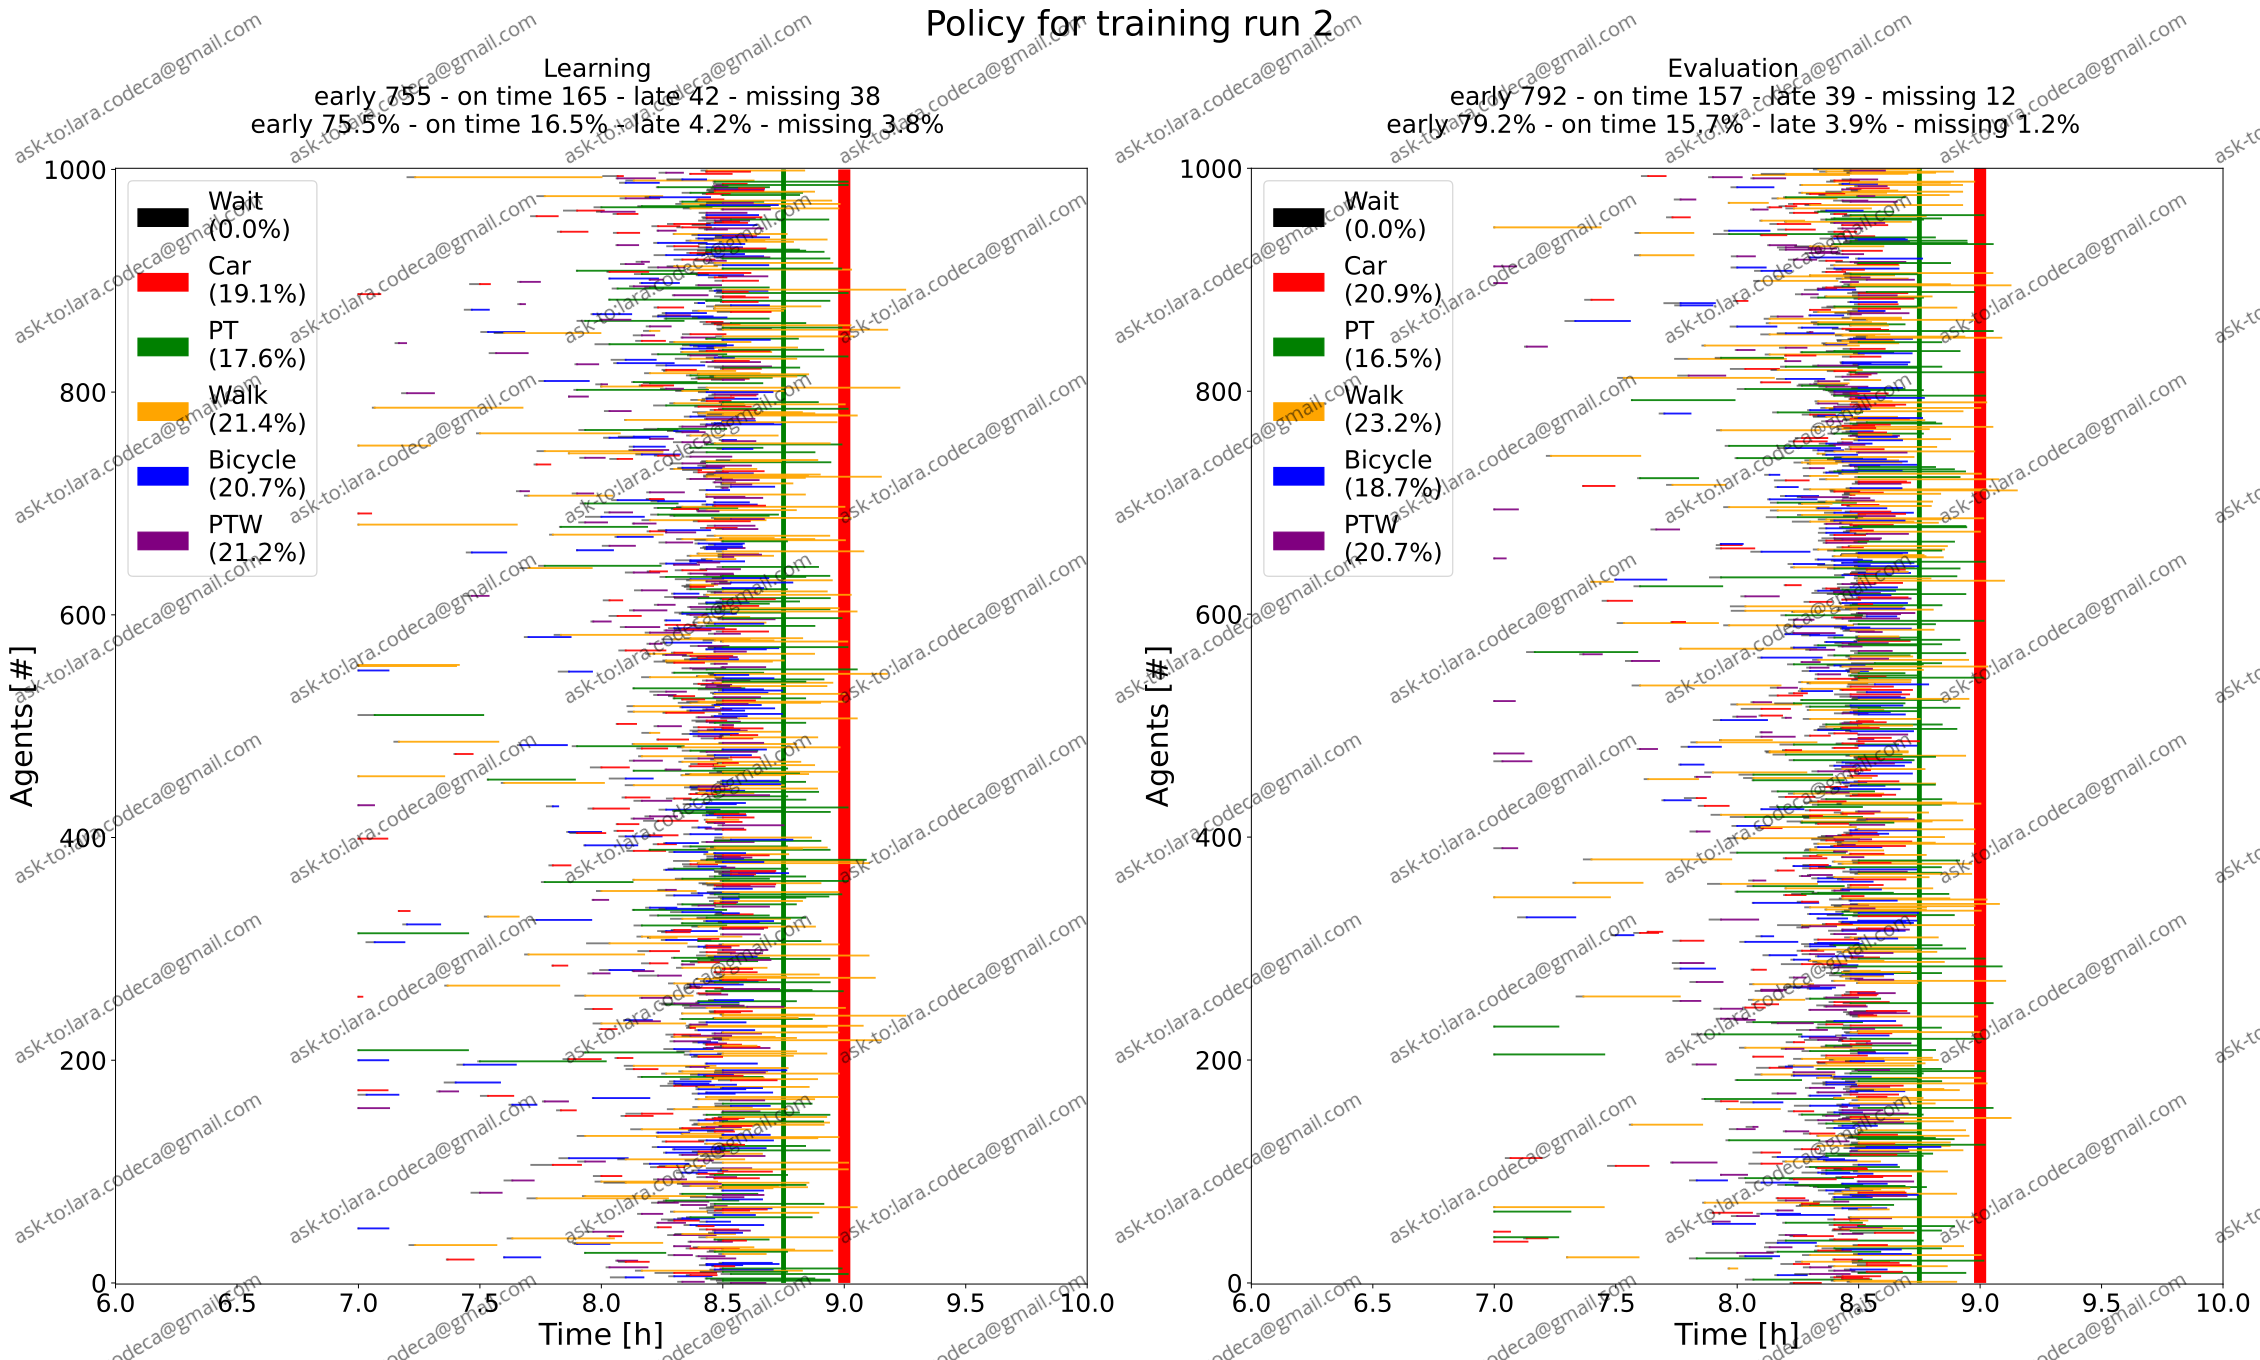 Policy for training run 2
Learning
early 755 - on time 165 - late 42 - missing 38
early 75.5% - on time 16.5% - late 4.2% - missing 3.8%
1000
800
600
400
200
0
Agents [#]
Wait
(0.0%)
Car
(19.1%)
PT
(17.6%)
Walk
(21.4%)
Bicycle
(20.7%)
PTW
(21.2%)
6.0 6.5 7.0 7.5 8.0 8.5 9.0 9.5 10.0
Time [h]
Evaluation
early 792 - on time 157 - late 39 - missing 12
early 79.2% - on time 15.7% - late 3.9% - missing 1.2%
1000
800
600
400
200
0
Agents [#]
Wait
(0.0%)
Car
(20.9%)
PT
(16.5%)
Walk
(23.2%)
Bicycle
(18.7%)
PTW
(20.7%)
6.0 6.5 7.0 7.5 8.0 8.5 9.0 9.5 10.0
Time [h]
ask-to:lara.codeca@gmail.com